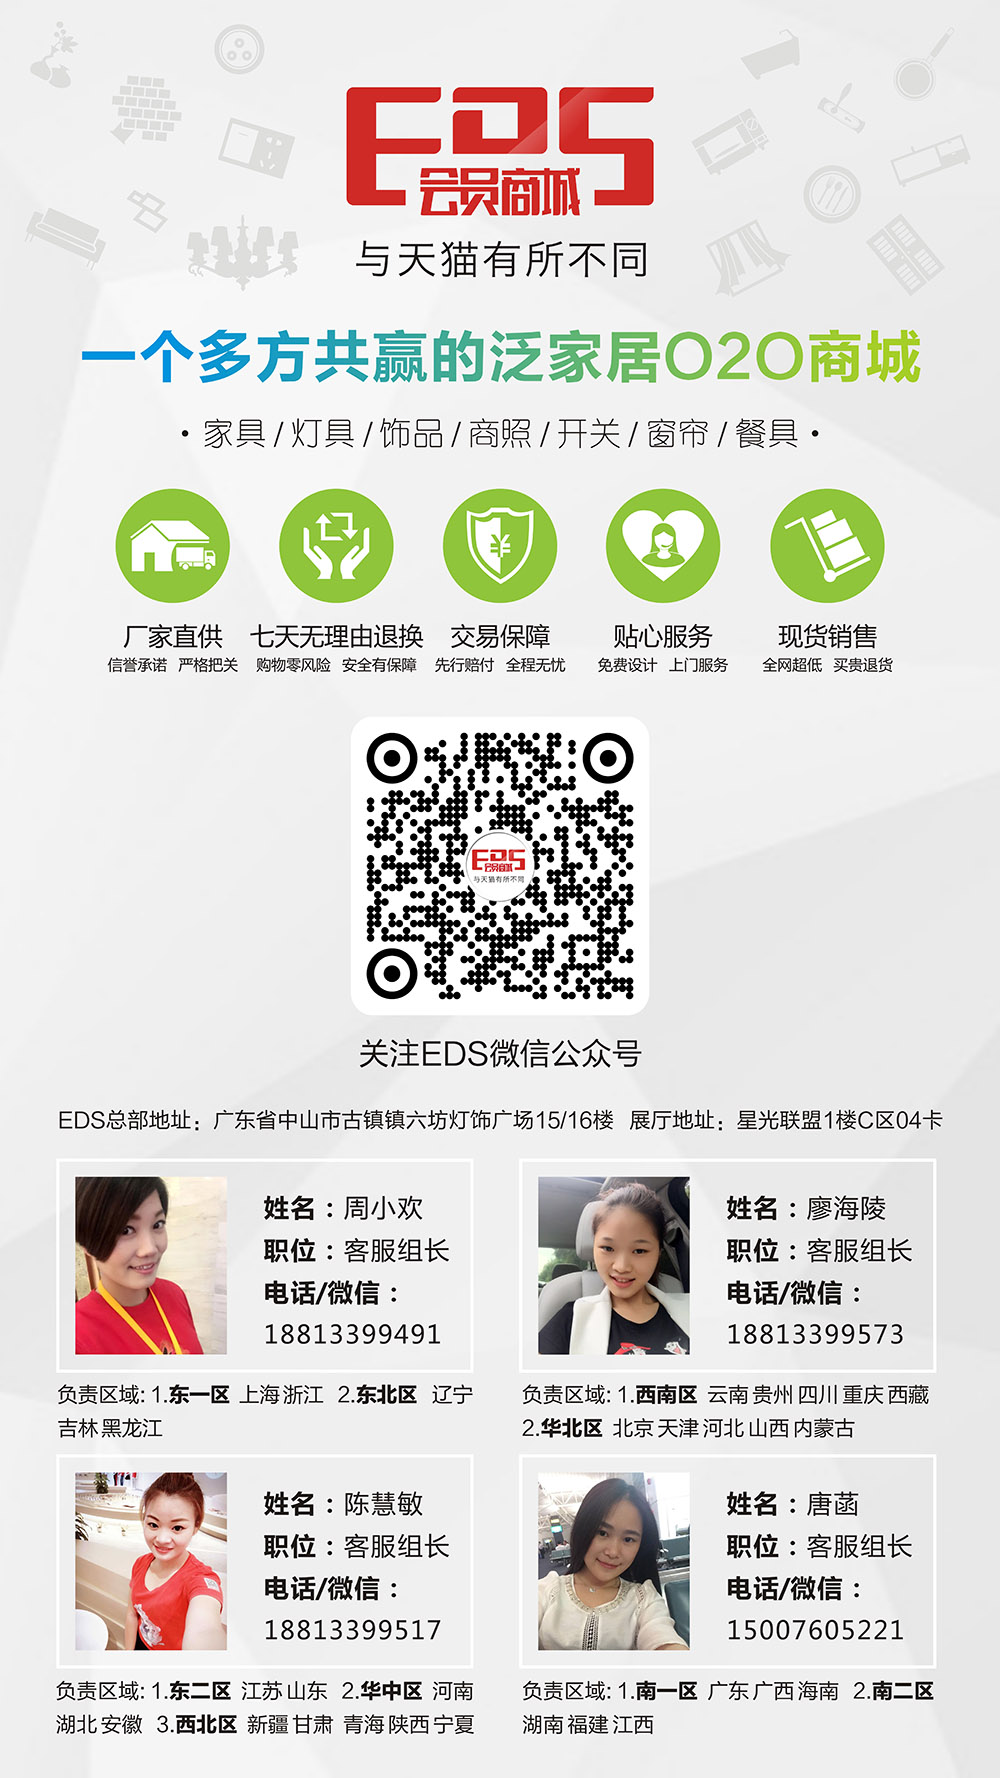 EDS
会员商城
与天猫有所不同
一个多方共赢的泛家居O2O商城
·家具/灯具/饰品/商照/开关/窗帘/餐具·
厂家直供 七天无理由退换 交易保障 贴心服务 现货销售
信誉承诺 严格把关 购物零风险 安全有保障 先行赔付 全程无忧 免费设计 上门服务 全网超低 买贵退货
¥
EDS
会员商城
与天猫有所不同
关注EDS微信公众号
EDS总部地址：广东省中山市古镇镇六坊灯饰广场15/16楼 展厅地址：星光联盟1楼C区04卡
姓名：周小欢
职位：客服组长
电话/微信：
18813399491
负责区域: 1.东一区 上海 浙江 2.东北区 辽宁
吉林 黑龙江
姓名：廖海陵
职位：客服组长
电话/微信：
18813399573
负责区域: 1.西南区 云南 贵州 四川 重庆 西藏
2.华北区 北京 天津 河北 山西 内蒙古
姓名：陈慧敏
职位：客服组长
电话/微信：
18813399517
负责区域: 1.东二区 江苏 山东 2.华中区 河南
湖北 安徽 3.西北区 新疆 甘肃 青海 陕西 宁夏
姓名：唐菡
职位：客服组长
电话/微信：
15007605221
负责区域: 1.南一区 广东 广西 海南 2.南二区
湖南 福建 江西